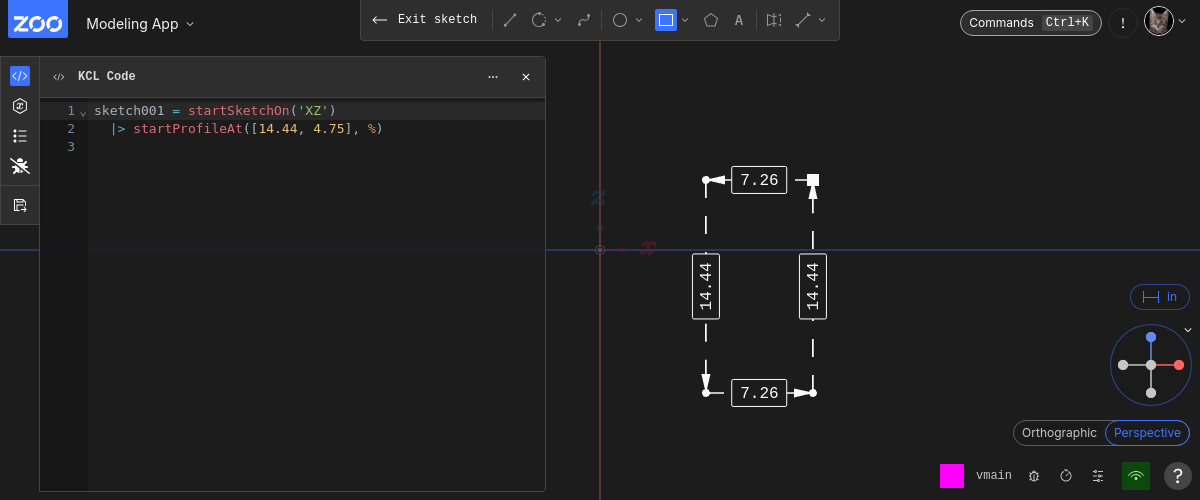 ZOO
Modeling App
Exit sketch
A
Commands Ctrl+K
!
KCL Code
1 sketch001 = startSketchOn('XZ')
2 |> startProfileAt([14.44, 4.75], %)
3
7.26
z
x
14.44
14.44
7.26
in
Orthographic
Perspective
vmain
?